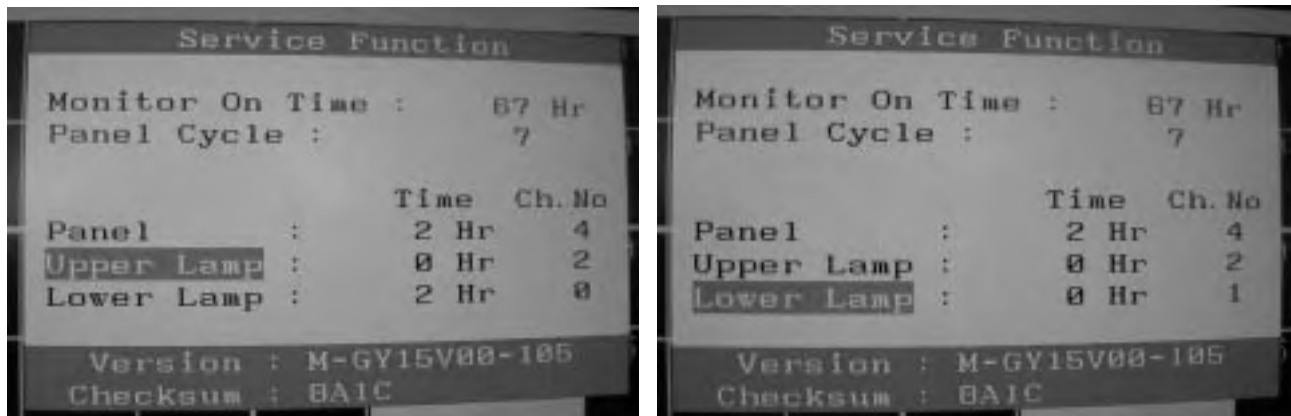 Service Function
Monitor On Time : 67 Hr
Panel Cycle : 7
Time Ch. No
Panel : 2 Hr 4
Upper Lamp : 0 Hr 2
Lower Lamp : 2 Hr 0
Version : M-GY15V00-105
Checksum : 8A1C
Service Function
Monitor On Time : 67 Hr
Panel Cycle : 7
Time Ch. No
Panel : 2 Hr 4
Upper Lamp : 0 Hr 2
Lower Lamp : 0 Hr 1
Version : M-GY15V00-105
Checksum : 8A1C